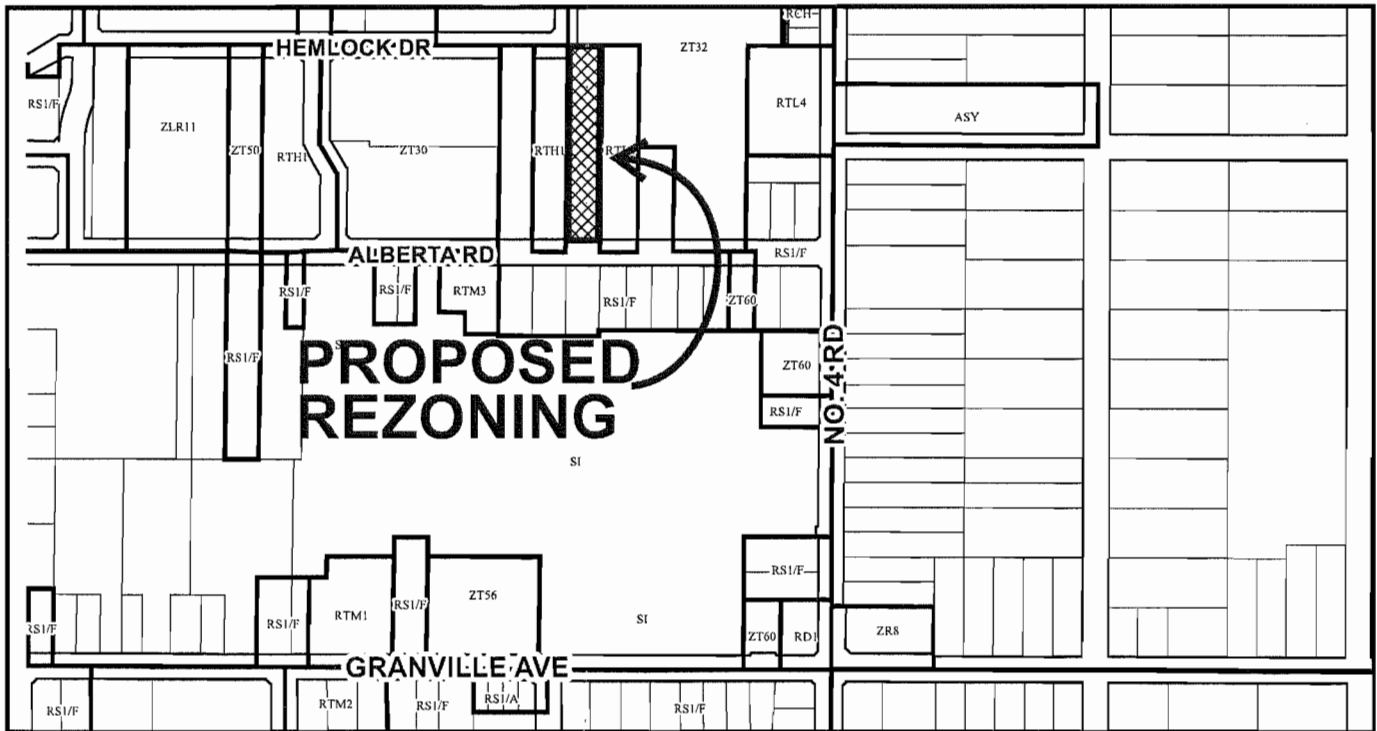 RCH
HEMLOCK DR
ZT32
RS1/F
ZLR11
ZT50
RTH1
ZT30
RTH1
RTL4
ASY
ALBERTA RD
RS1/F
RS1/F
RS1/F
RTM3
RS1/F
ZT60
RS1/F
PROPOSED
REZONING
ZT60
RS1/F
NO. 4 RD
SI
RS1/F
RS1/F
RS1/F
RTM1
RS1/F
ZT56
SI
ZT60
RD1
ZR8
GRANVILLE AVE
RS1/F
RTM2
RS1/F
RS1/A
RS1/F